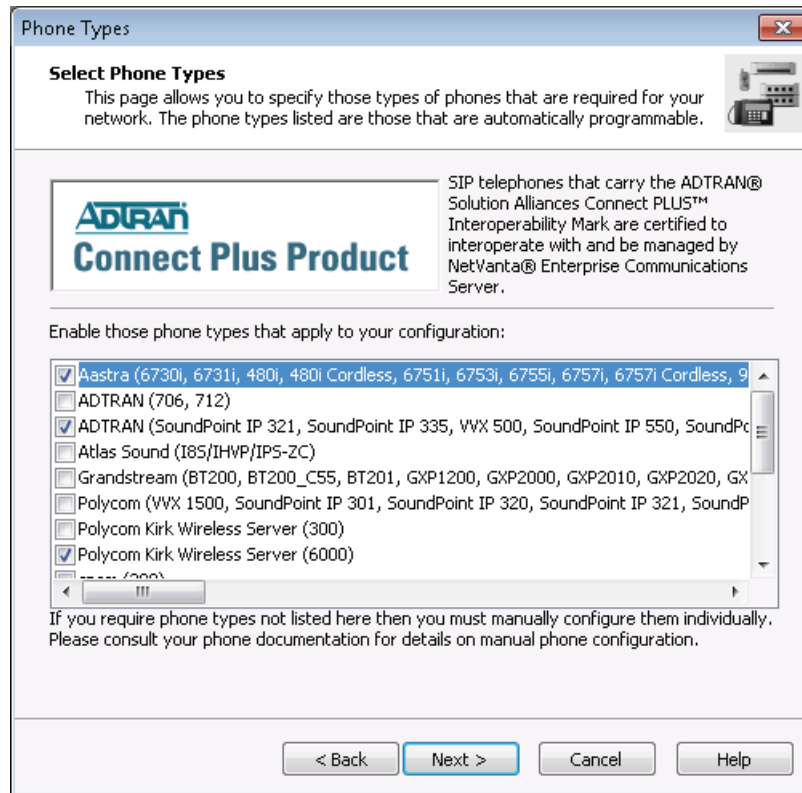 Phone Types
Select Phone Types
This page allows you to specify those types of phones that are required for your
network. The phone types listed are those that are automatically programmable.
ADTRAN
Connect Plus Product
SIP telephones that carry the ADTRAN®
Solution Alliances Connect PLUS™
Interoperability Mark are certified to
interoperate with and be managed by
NetVanta® Enterprise Communications
Server.
Enable those phone types that apply to your configuration:
Aastra (6730i, 6731i, 480i, 480i Cordless, 6751i, 6753i, 6755i, 6757i, 6757i Cordless, 9
ADTRAN (706, 712)
ADTRAN (SoundPoint IP 321, SoundPoint IP 335, VVX 500, SoundPoint IP 550, SoundPo
Atlas Sound (I8S/IHVP/IPS-ZC)
Grandstream (BT200, BT200_C55, BT201, GXP1200, GXP2000, GXP2010, GXP2020, GX
Polycom (VVX 1500, SoundPoint IP 301, SoundPoint IP 320, SoundPoint IP 321, SoundP
Polycom Kirk Wireless Server (300)
Polycom Kirk Wireless Server (6000)
If you require phone types not listed here then you must manually configure them individually.
Please consult your phone documentation for details on manual phone configuration.
< Back
Next >
Cancel
Help